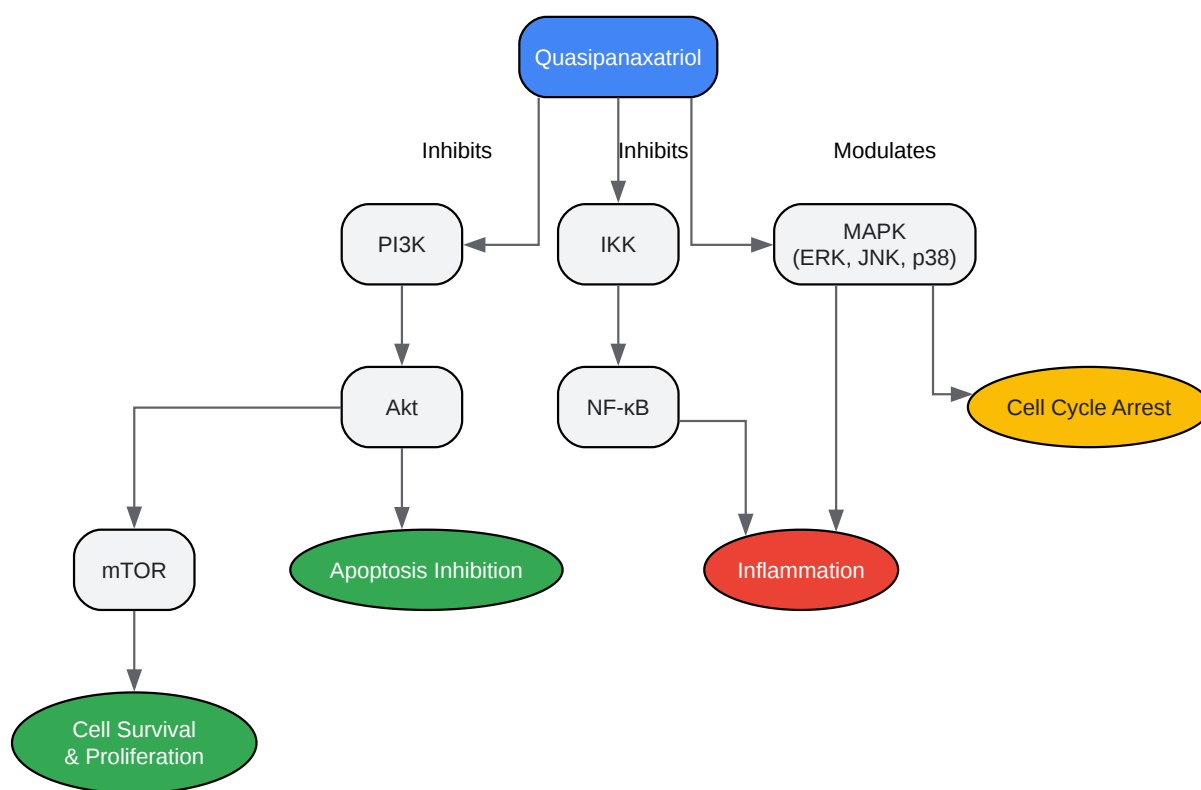 Quasipanaxatriol
Inhibits
Inhibits
Modulates
PI3K
IKK
MAPK
(ERK, JNK, p38)
Akt
NF-κB
Cell Cycle Arrest
mTOR
Apoptosis Inhibition
Inflammation
Cell Survival
& Proliferation